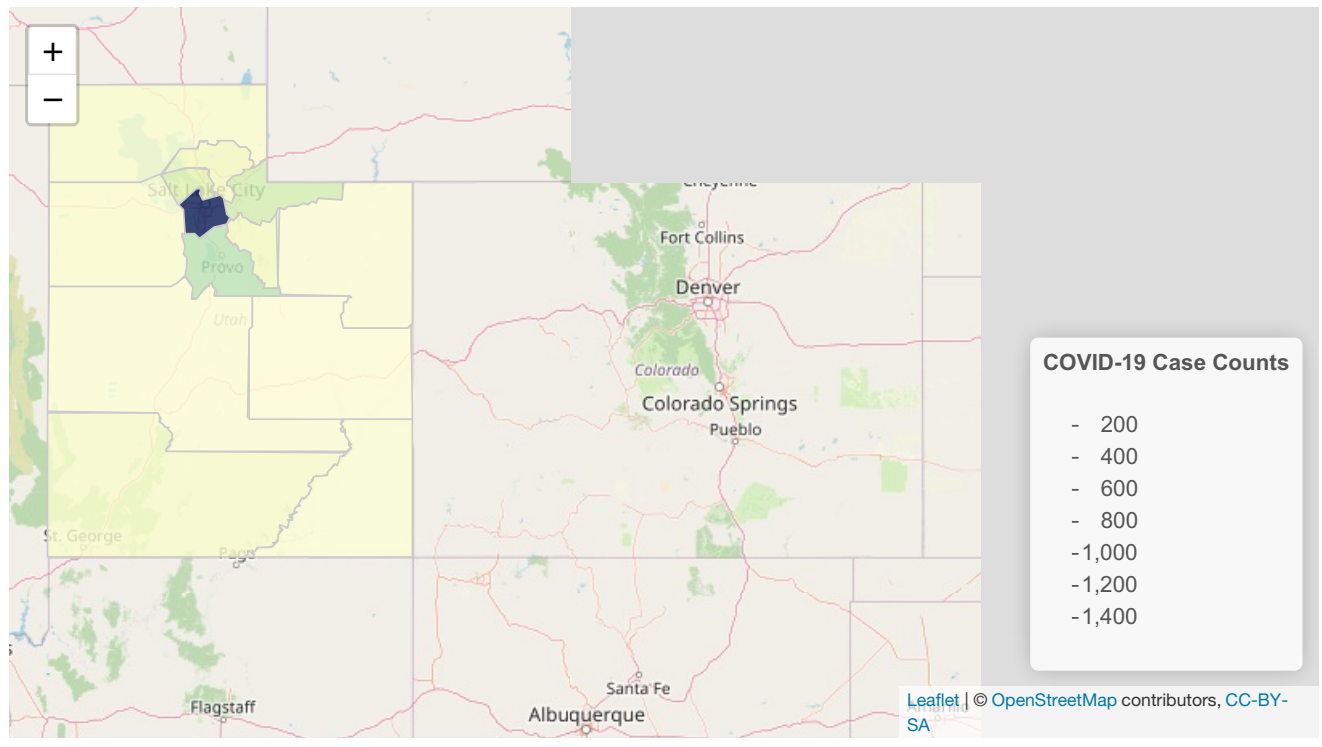 +
−
Salt Lake City
Provo
Utah
St. George
Page
Cheyenne
Fort Collins
Denver
Colorado
Colorado Springs
Pueblo
COVID-19 Case Counts
- 200
- 400
- 600
- 800
-1,000
-1,200
-1,400
Flagstaff
Santa Fe
Albuquerque
Amarillo
Leaflet | © OpenStreetMap contributors, CC-BY-
SA